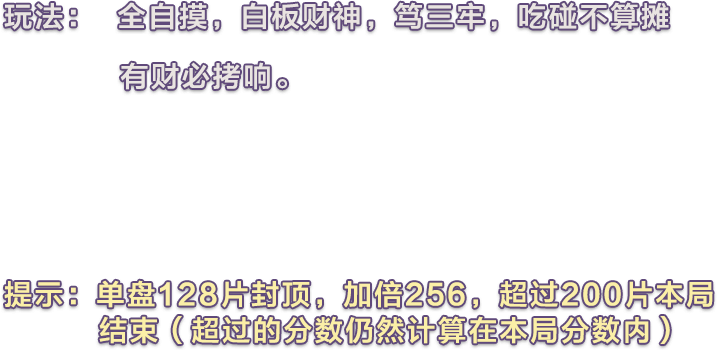 玩法： 全自摸，白板财神，笃三牢，吃碰不算摊
有财必拷响。
提示：单盘128片封顶，加倍256，超过200片本局
结束（超过的分数仍然计算在本局分数内）